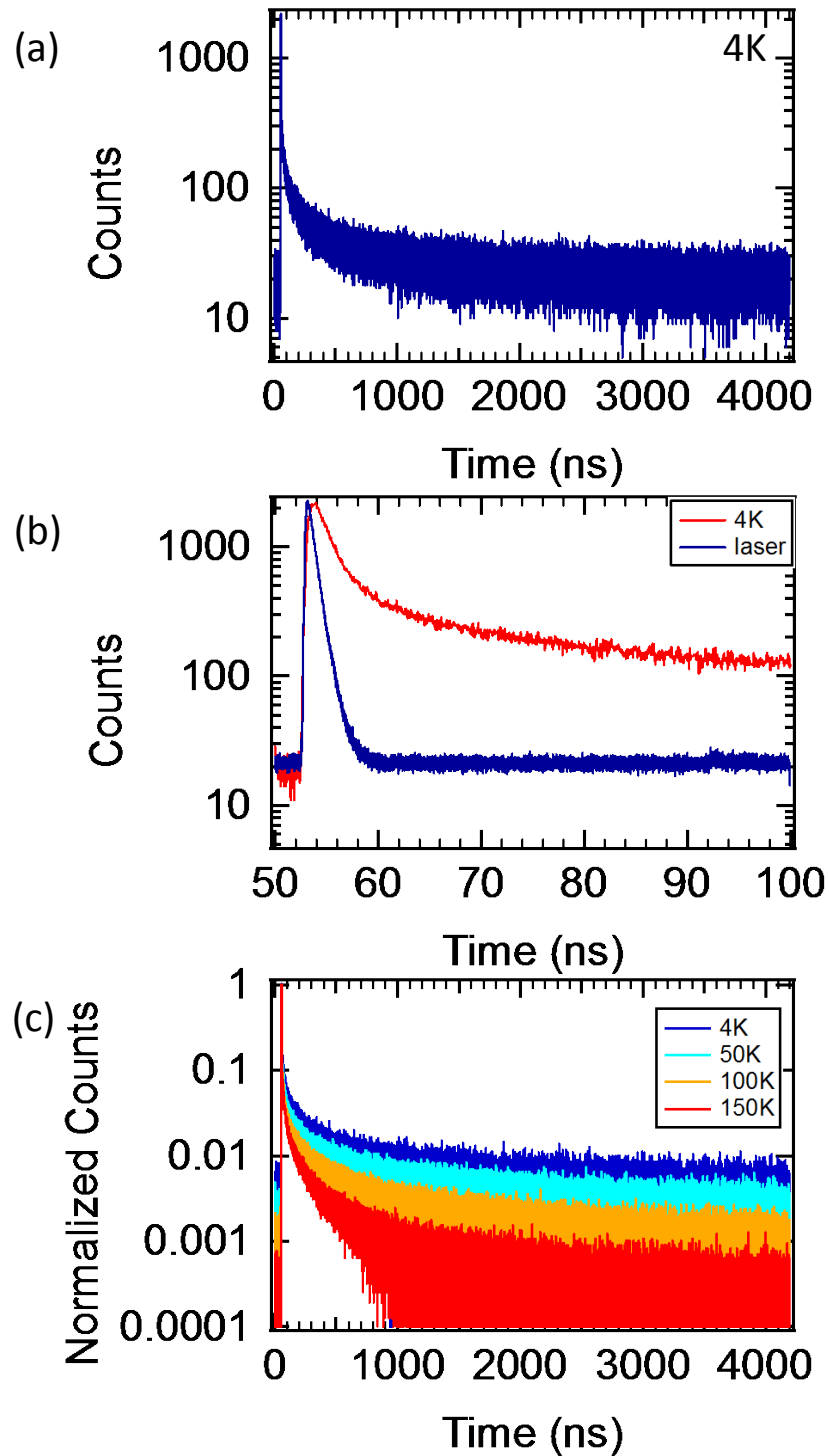 (a)
4K
1000
100
10
Counts
0 1000 2000 3000 4000
Time (ns)
(b)
4K
laser
1000
100
10
Counts
50 60 70 80 90 100
Time (ns)
(c)
4K
50K
100K
150K
1
0.1
0.01
0.001
0.0001
Normalized Counts
0 1000 2000 3000 4000
Time (ns)